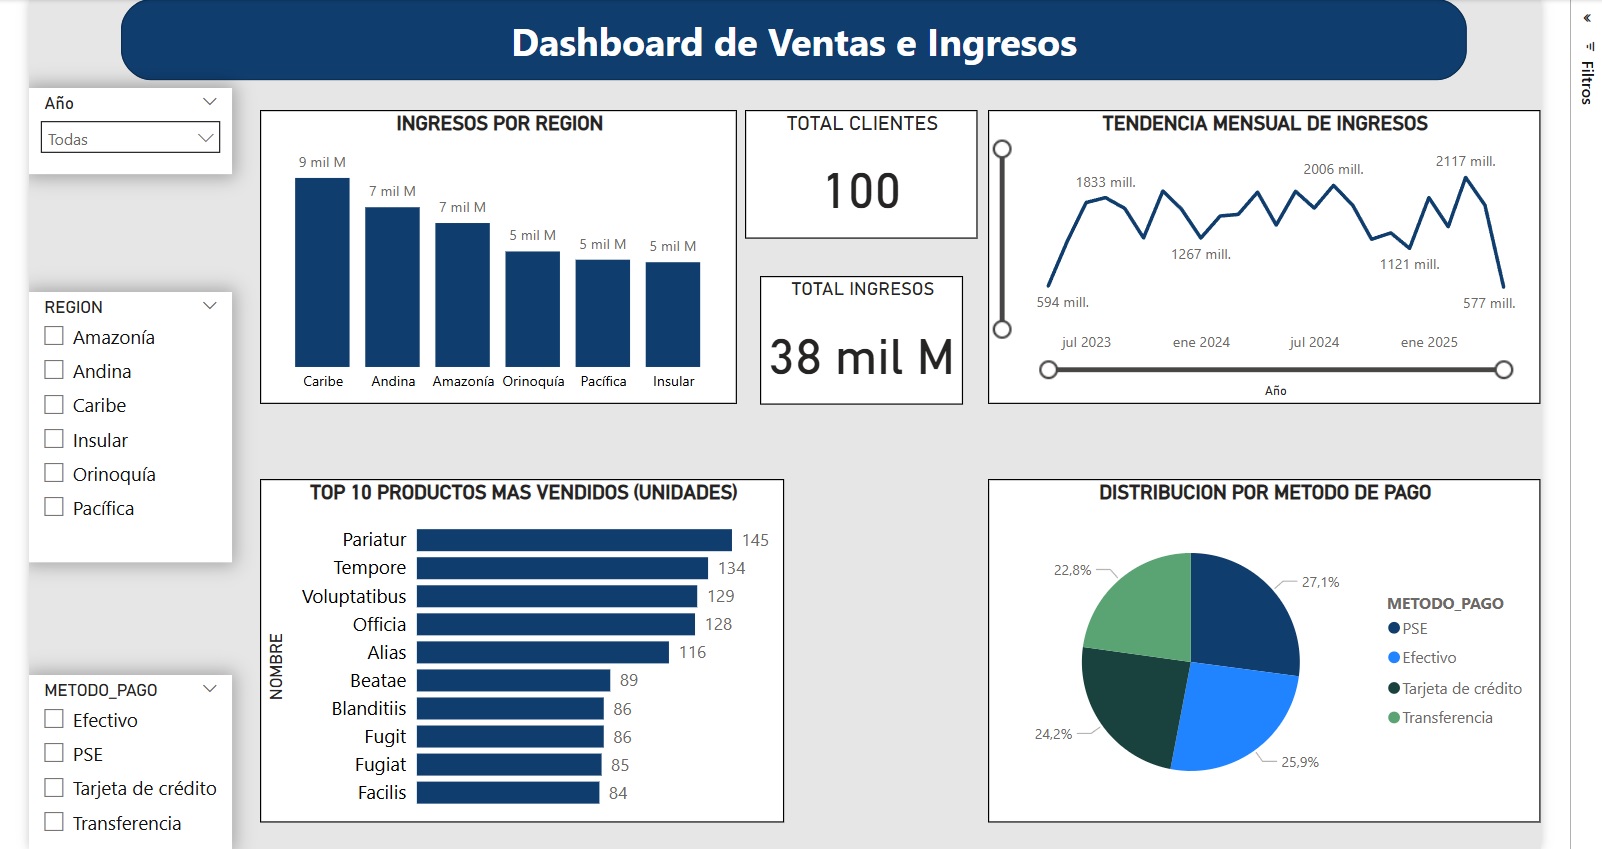 Dashboard de Ventas e Ingresos
Filtros
Año
Todas
REGION
Amazonía
Andina
Caribe
Insular
Orinoquía
Pacífica
METODO_PAGO
Efectivo
PSE
Tarjeta de crédito
Transferencia
INGRESOS POR REGION
9 mil M
7 mil M
7 mil M
5 mil M
5 mil M
5 mil M
Caribe Andina Amazonía Orinoquía Pacífica Insular
TOTAL CLIENTES
100
TOTAL INGRESOS
38 mil M
TENDENCIA MENSUAL DE INGRESOS
594 mill.
1833 mill.
1267 mill.
2006 mill.
1121 mill.
2117 mill.
577 mill.
jul 2023 ene 2024 jul 2024 ene 2025
Año
TOP 10 PRODUCTOS MAS VENDIDOS (UNIDADES)
NOMBRE
Pariatur 145
Tempore 134
Voluptatibus 129
Officia 128
Alias 116
Beatae 89
Blanditiis 86
Fugit 86
Fugiat 85
Facilis 84
DISTRIBUCION POR METODO DE PAGO
22,8%
27,1%
24,2%
25,9%
METODO_PAGO
PSE
Efectivo
Tarjeta de crédito
Transferencia